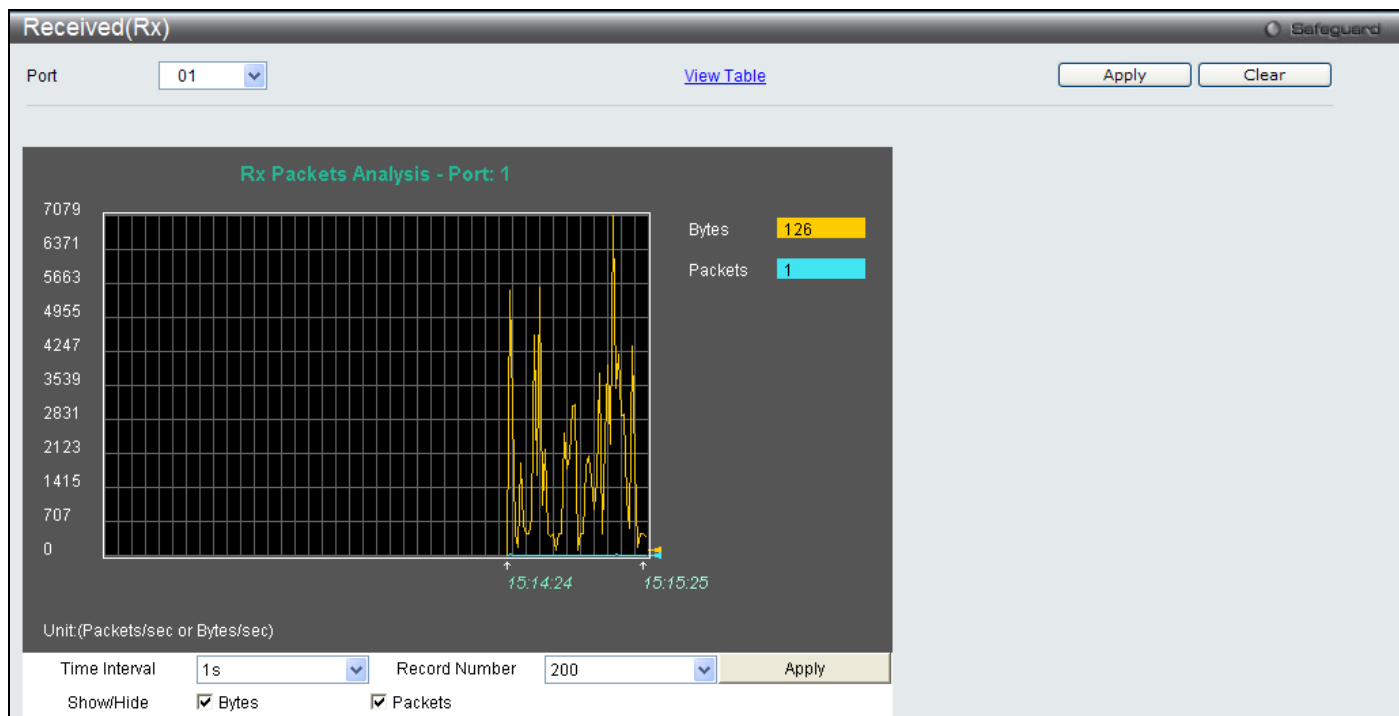 Received(Rx)
Safeguard
Port 01 View Table Apply Clear
Rx Packets Analysis - Port: 1
7079
6371
5663
4955
4247
3539
2831
2123
1415
707
0
Bytes 126
Packets 1
15:14:24 15:15:25
Unit:(Packets/sec or Bytes/sec)
Time Interval 1s Record Number 200 Apply
Show/Hide Bytes Packets